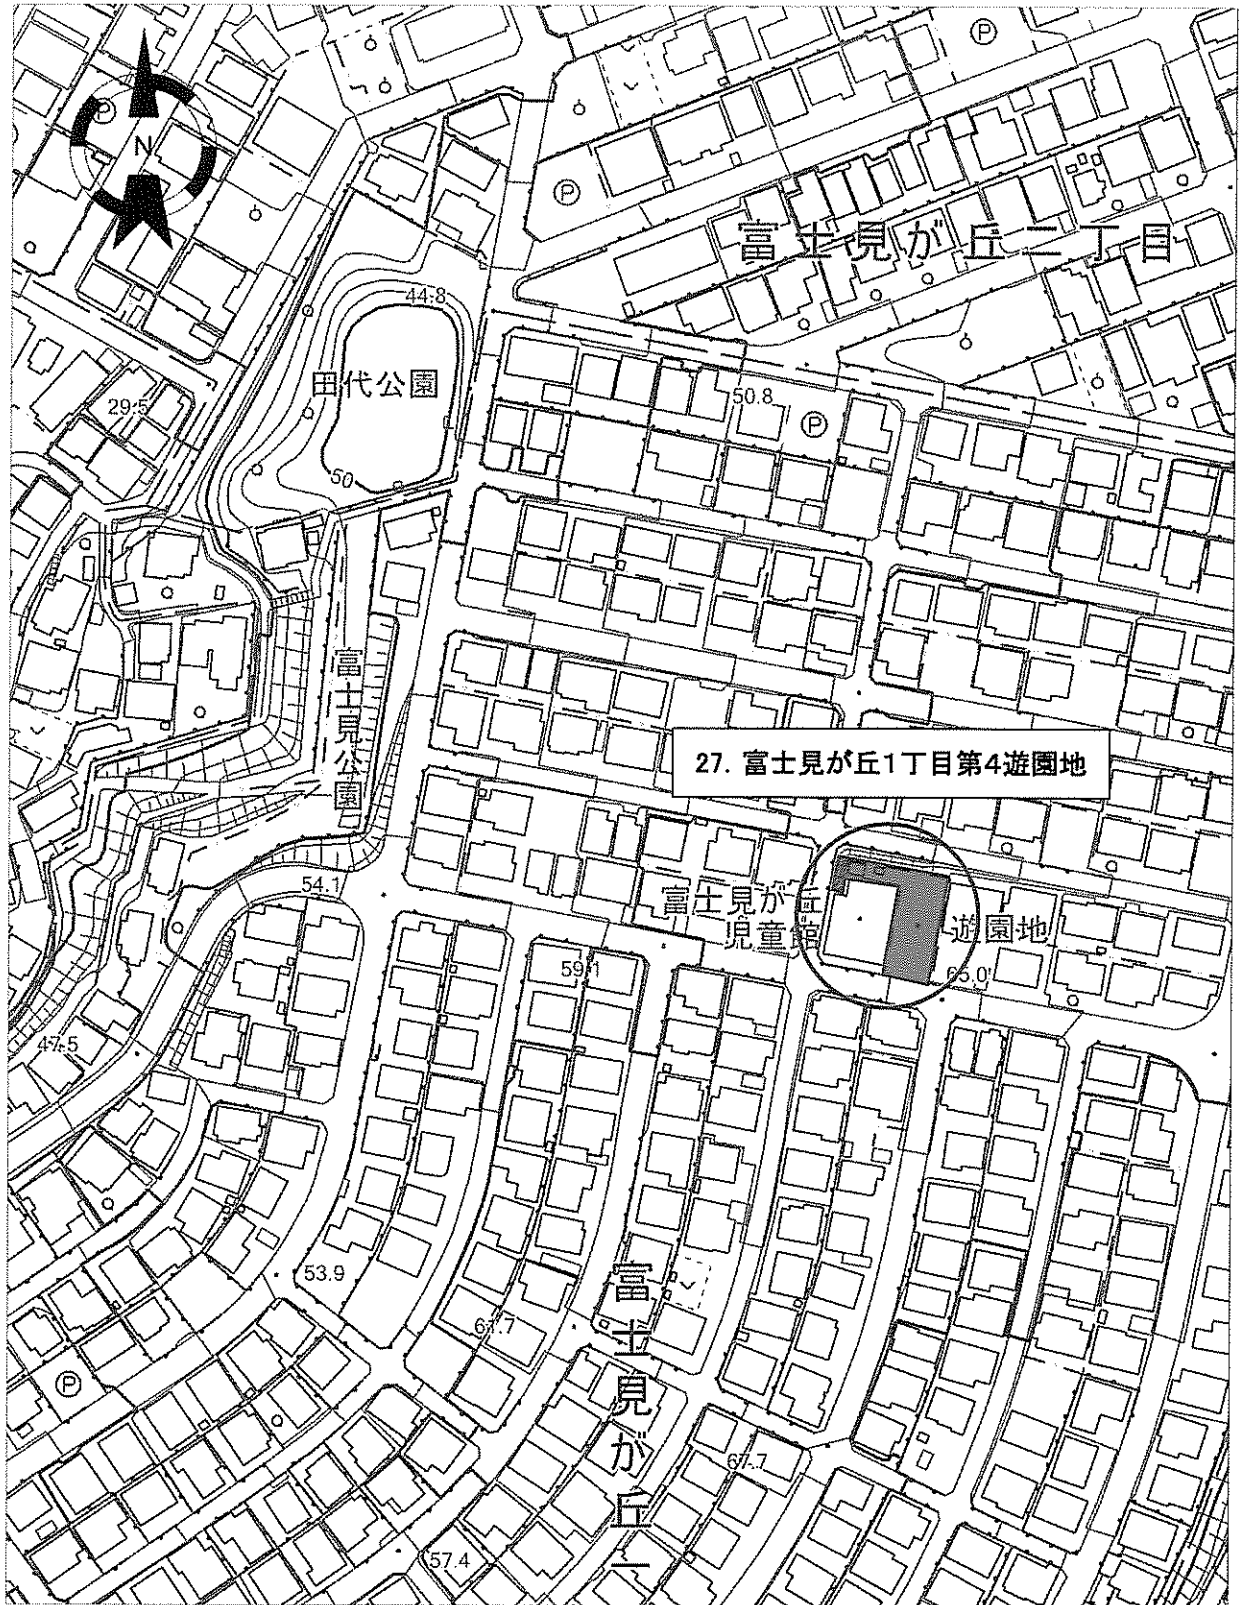 P
P
N
P
富士見が丘二丁目
44.8
田代公園
29.5
50.8
P
50
富士見公園
27. 富士見が丘1丁目第4遊園地
54.1
富士見が丘
児童館
遊園地
59.1
65.0
47.5
53.9
61.7
富士見が丘一
P
67.7
57.4